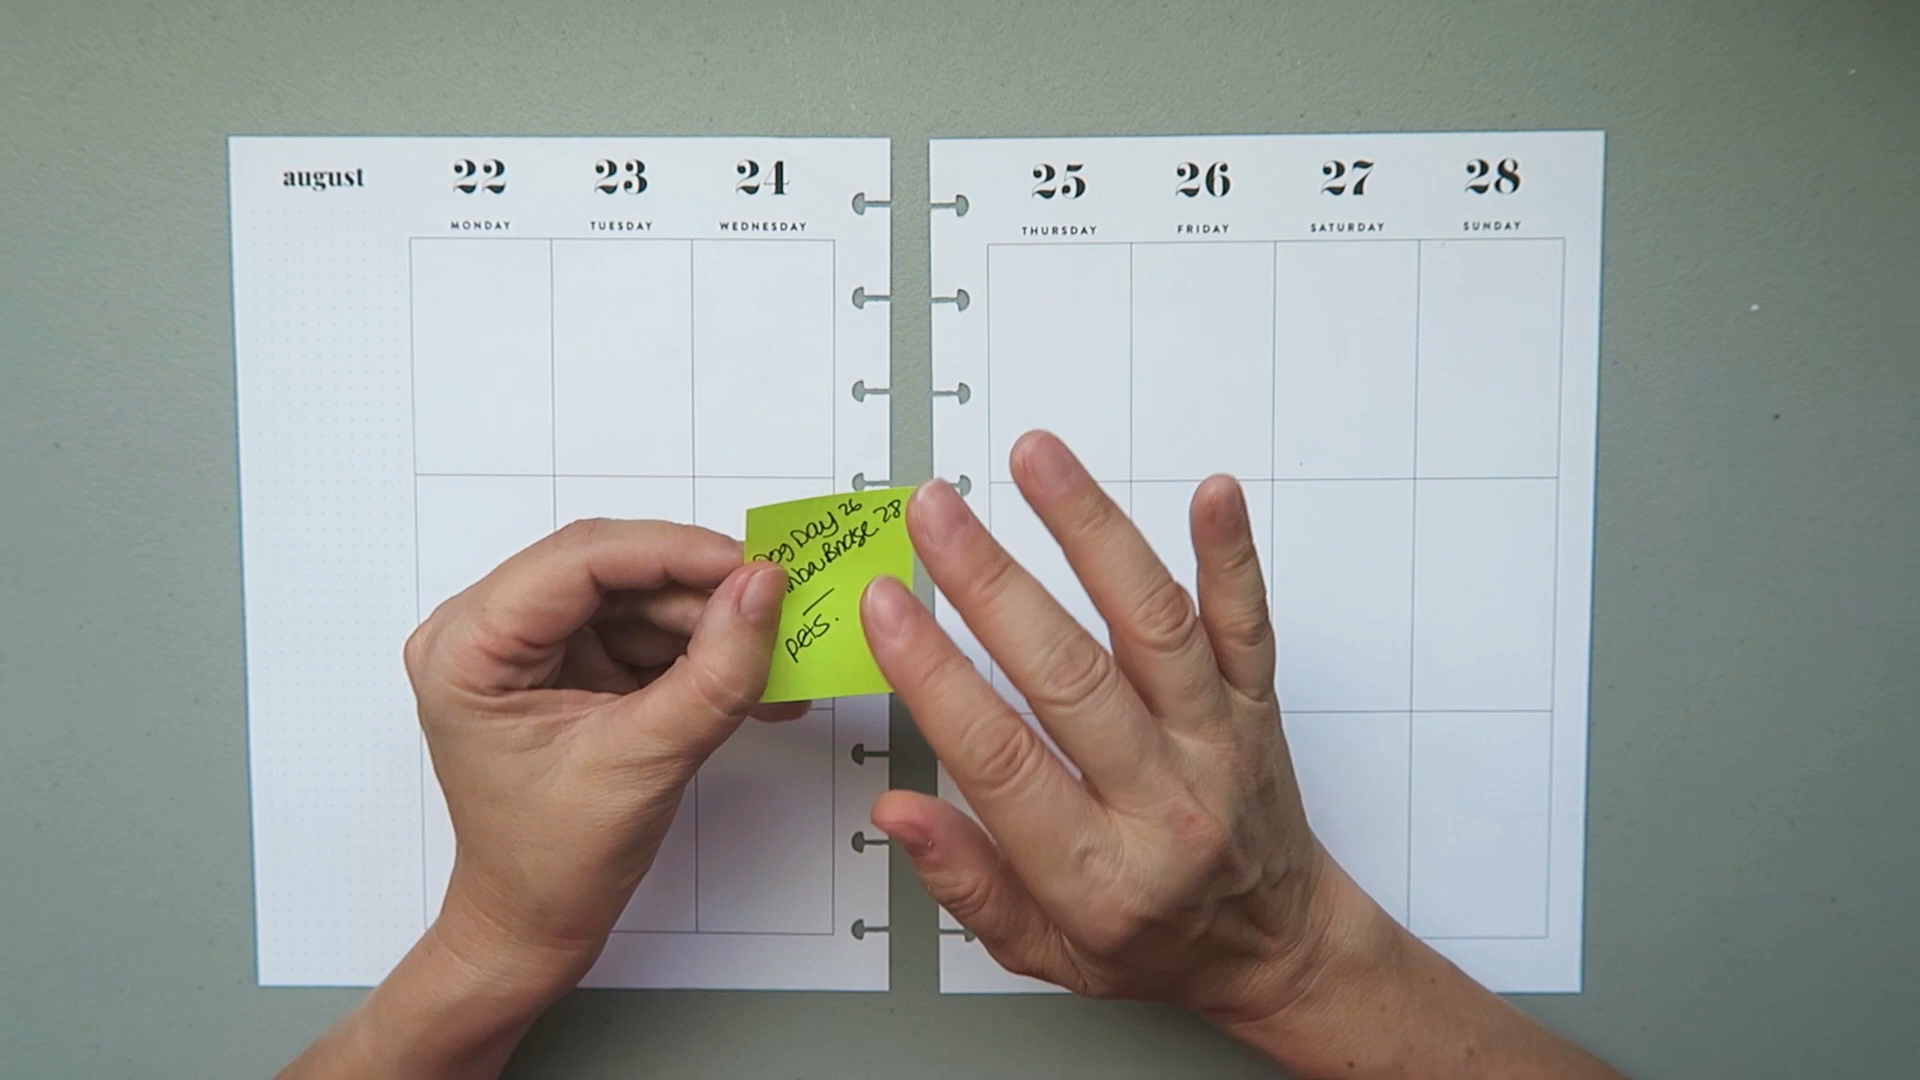 august 22 23 24 25 26 27 28
MONDAY TUESDAY WEDNESDAY THURSDAY FRIDAY SATURDAY SUNDAY
Dog Day 26
Bridge 28
pets.